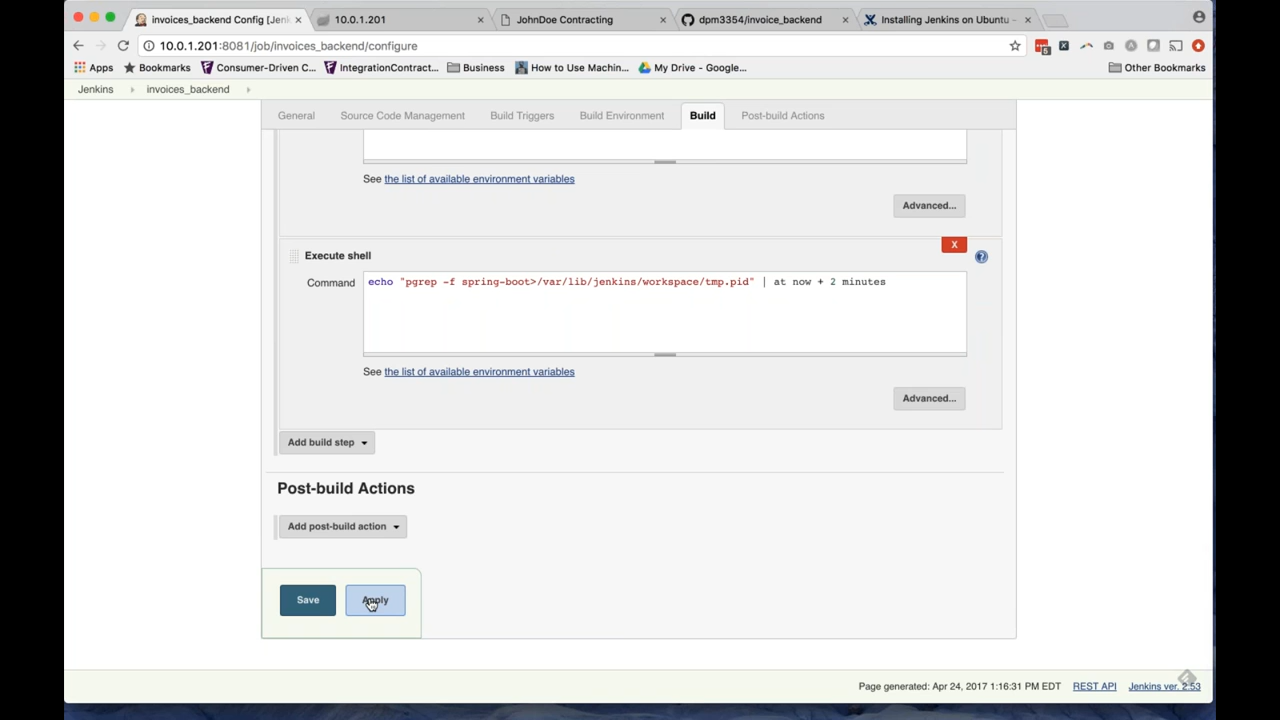 invoices_backend Config [Jenk
10.0.1.201
JohnDoe Contracting
dpm3354/invoice_backend
Installing Jenkins on Ubuntu -
10.0.1.201:8081/job/invoices_backend/configure
Apps
Bookmarks
Consumer-Driven C...
IntegrationContract...
Business
How to Use Machin...
My Drive - Google...
Other Bookmarks
Jenkins
invoices_backend
General
Source Code Management
Build Triggers
Build Environment
Build
Post-build Actions
See the list of available environment variables
Advanced...
Execute shell
X
Command
echo "pgrep -f spring-boot>/var/lib/jenkins/workspace/tmp.pid" | at now + 2 minutes
See the list of available environment variables
Advanced...
Add build step
Post-build Actions
Add post-build action
Save
Apply
Page generated: Apr 24, 2017 1:16:31 PM EDT
REST API
Jenkins ver. 2.53